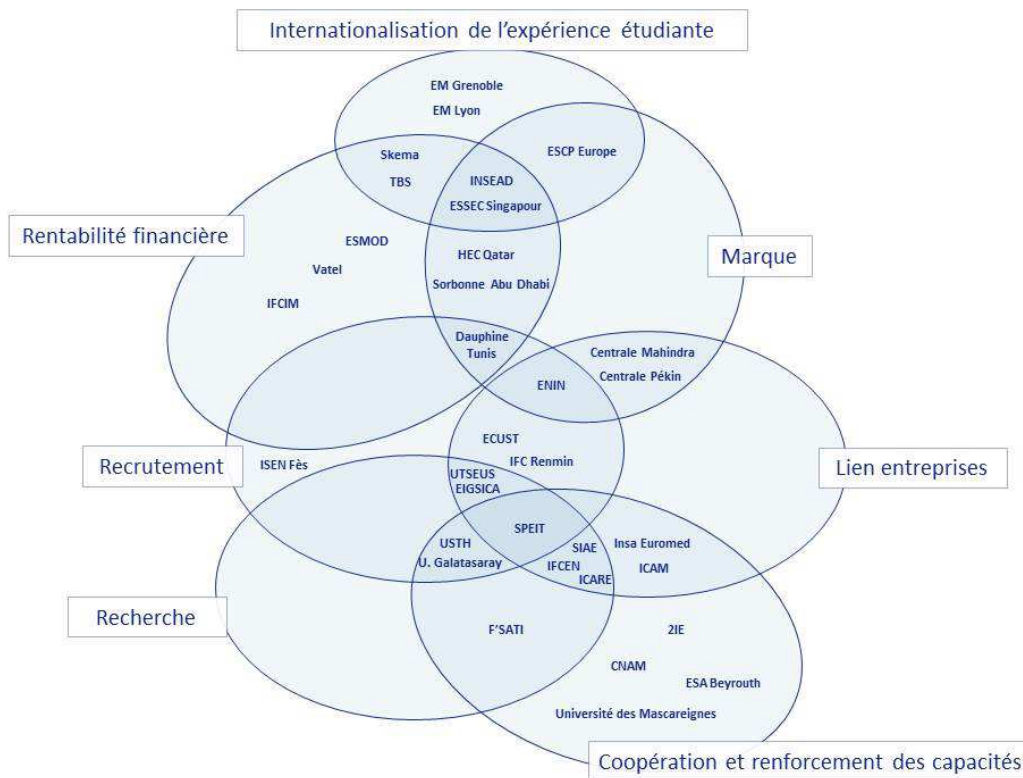 Internationalisation de l'expérience étudiante
EM Grenoble
EM Lyon
ESCP Europe
Skema
TBS
INSEAD
ESSEC Singapour
Rentabilité financière
ESMOD
Vatel
IFCIM
HEC Qatar
Sorbonne Abu Dhabi
Marque
Dauphine
Tunis
Centrale Mahindra
Centrale Pékin
ENIN
Recrutement
ISEN Fès
ECUST
IFC Renmin
UTSEUS
EIGSICA
Lien entreprises
SPEIT
USTH
U. Galatasaray
SIAE
IFCEN
ICARE
Insa Euromed
ICAM
Recherche
F'SATI
2IE
CNAM
ESA Beyrouth
Université des Mascareignes
Coopération et renforcement des capacités